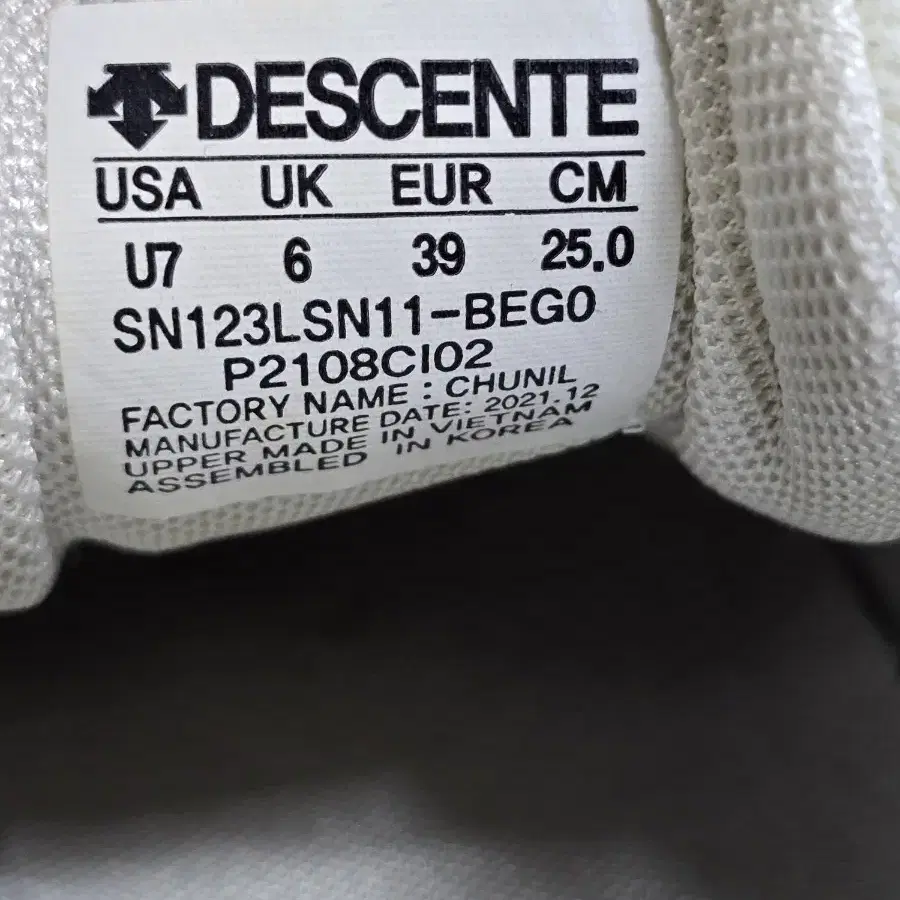 DESCENTE
USA UK EUR CM
U7 6 39 25.0
SN123LSN11-BEG0
P2108CI02
FACTORY NAME : CHUNIL
MANUFACTURE DATE: 2021.12
UPPER MADE IN VIETNAM
ASSEMBLED IN KOREA